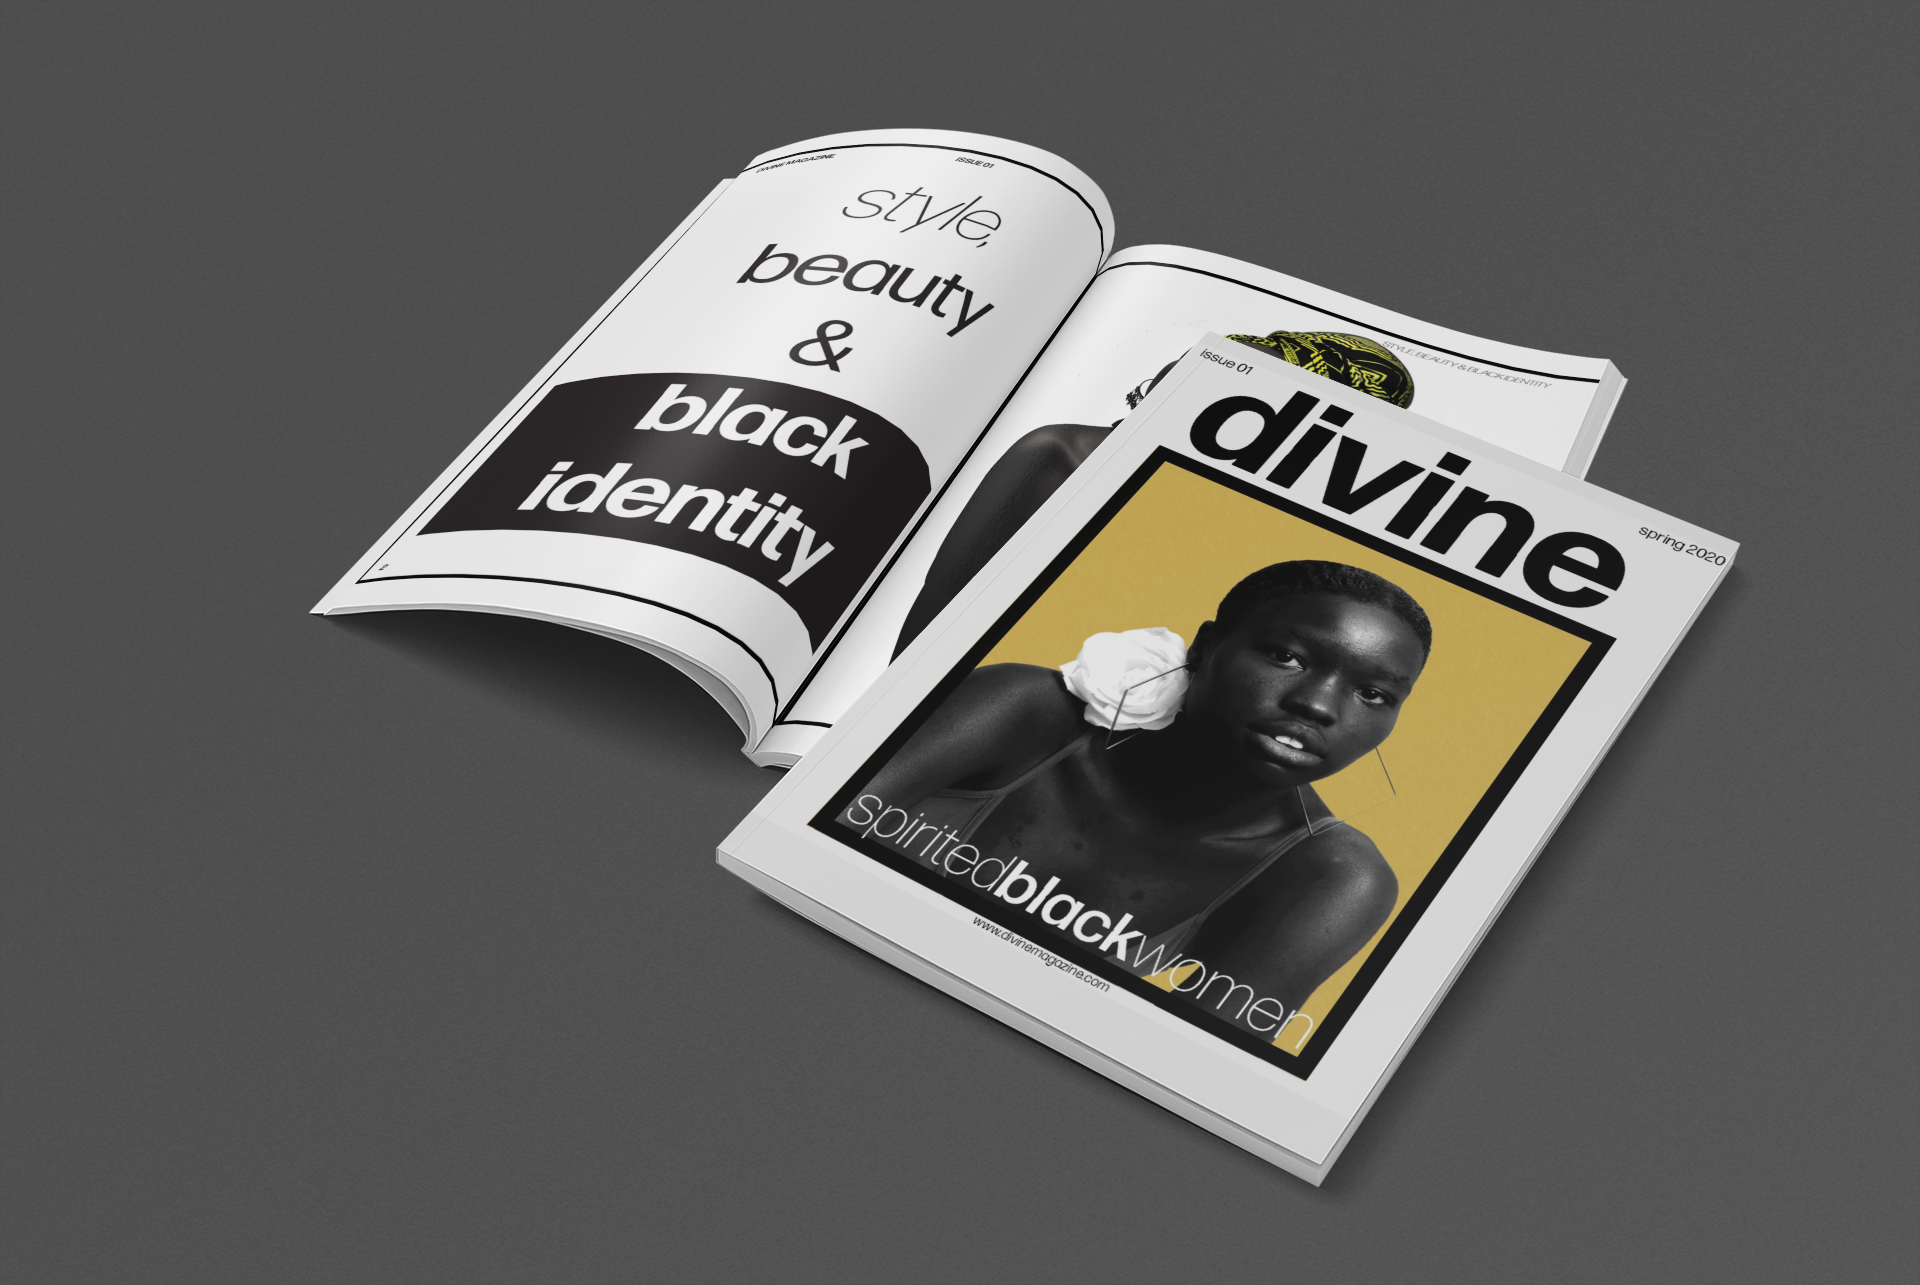 DIVINE MAGAZINE
ISSUE 01
style,
beauty
&
black
identity
2
STYLE, BEAUTY & BLACK IDENTITY
issue 01
divine
spring 2020
spiritedblackwomen
www.divinemagazine.com